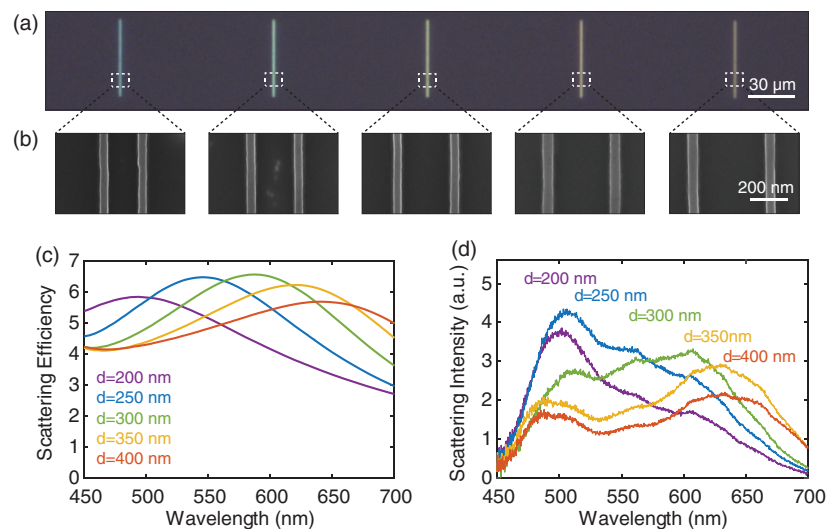 (a)
30 µm
(b)
200 nm
(c)
Scattering Efficiency
7
6
5
4
3
2
1
0
d=200 nm
d=250 nm
d=300 nm
d=350 nm
d=400 nm
450 500 550 600 650 700
Wavelength (nm)
(d)
Scattering Intensity (a.u.)
5
4
3
2
1
0
d=200 nm
d=250 nm
d=300 nm
d=350nm
d=400 nm
450 500 550 600 650 700
Wavelength (nm)